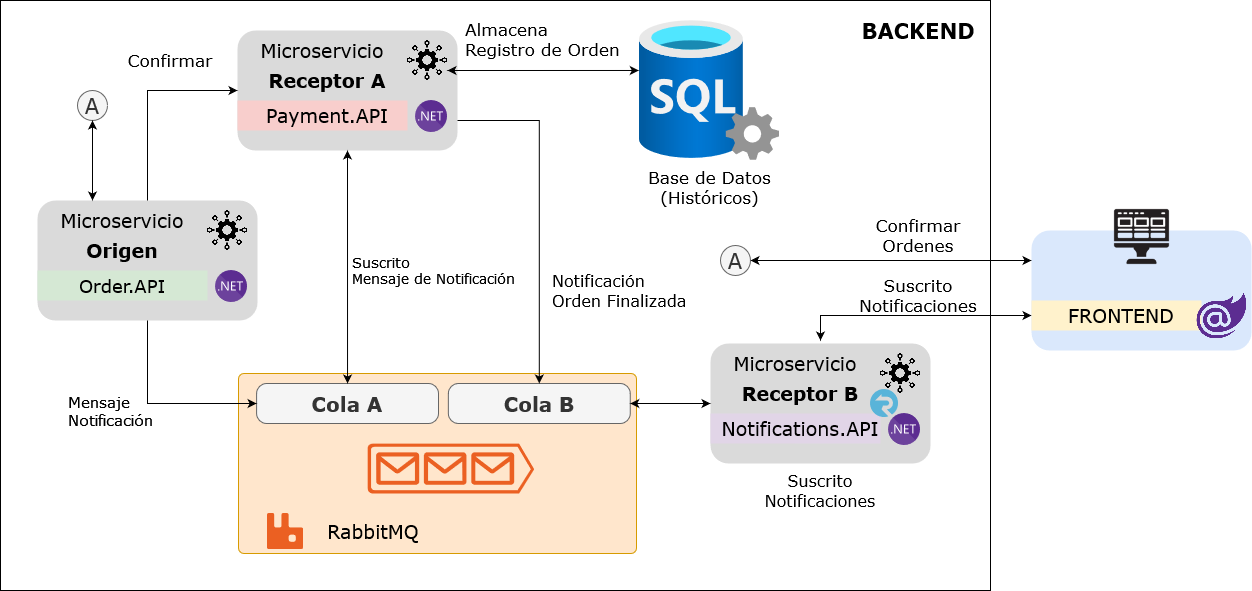 BACKEND
Almacena
Registro de Orden
Microservicio
Receptor A
Payment.API
.NET
Confirmar
A
SQL
Base de Datos
(Históricos)
Microservicio
Origen
Order.API
.NET
Suscrito
Mensaje de Notificación
Notificación
Orden Finalizada
A
Confirmar
Ordenes
Suscrito
Notificaciones
FRONTEND
@
Microservicio
Receptor B
Notifications.API
.NET
Suscrito
Notificaciones
Mensaje
Notificación
Cola A
Cola B
RabbitMQ